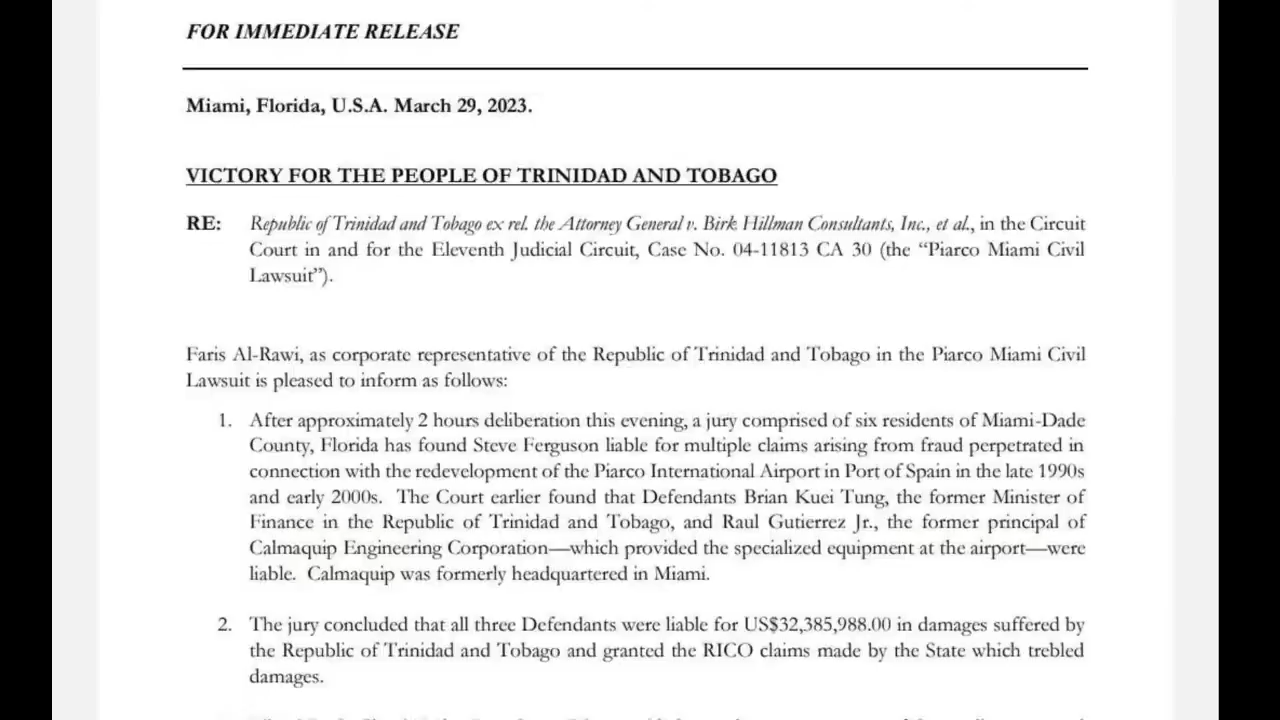 FOR IMMEDIATE RELEASE
Miami, Florida, U.S.A. March 29, 2023.
VICTORY FOR THE PEOPLE OF TRINIDAD AND TOBAGO
RE: Republic of Trinidad and Tobago ex rel. the Attorney General v. Birk Hillman Consultants, Inc., et al., in the Circuit
Court in and for the Eleventh Judicial Circuit, Case No. 04-11813 CA 30 (the “Piarco Miami Civil
Lawsuit”).
Faris Al-Rawi, as corporate representative of the Republic of Trinidad and Tobago in the Piarco Miami Civil
Lawsuit is pleased to inform as follows:
1. After approximately 2 hours deliberation this evening, a jury comprised of six residents of Miami-Dade
County, Florida has found Steve Ferguson liable for multiple claims arising from fraud perpetrated in
connection with the redevelopment of the Piarco International Airport in Port of Spain in the late 1990s
and early 2000s. The Court earlier found that Defendants Brian Kuei Tung, the former Minister of
Finance in the Republic of Trinidad and Tobago, and Raul Gutierrez Jr., the former principal of
Calmaquip Engineering Corporation—which provided the specialized equipment at the airport—were
liable. Calmaquip was formerly headquartered in Miami.
2. The jury concluded that all three Defendants were liable for US$32,385,988.00 in damages suffered by
the Republic of Trinidad and Tobago and granted the RICO claims made by the State which trebled
damages.